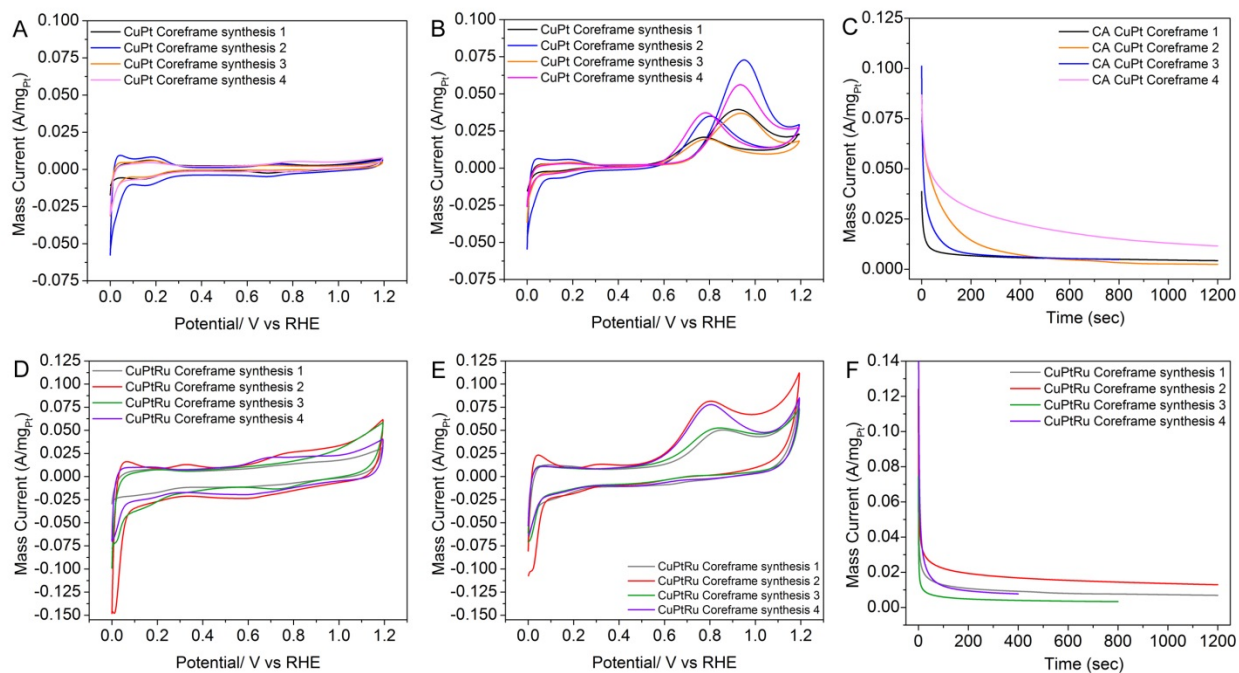 A
CuPt Coreframe synthesis 1
CuPt Coreframe synthesis 2
CuPt Coreframe synthesis 3
CuPt Coreframe synthesis 4
Mass Current (A/mgPt)
0.100
0.075
0.050
0.025
0.000
-0.025
-0.050
-0.075
0.0 0.2 0.4 0.6 0.8 1.0 1.2
Potential/ V vs RHE
B
CuPt Coreframe synthesis 1
CuPt Coreframe synthesis 2
CuPt Coreframe synthesis 3
CuPt Coreframe synthesis 4
Mass Current (A/mgPt)
0.100
0.075
0.050
0.025
0.000
-0.025
-0.050
-0.075
0.0 0.2 0.4 0.6 0.8 1.0 1.2
Potential/ V vs RHE
C
CA CuPt Coreframe 1
CA CuPt Coreframe 2
CA CuPt Coreframe 3
CA CuPt Coreframe 4
Mass Current (A/mgPt)
0.125
0.100
0.075
0.050
0.025
0.000
0 200 400 600 800 1000 1200
Time (sec)
D
CuPtRu Coreframe synthesis 1
CuPtRu Coreframe synthesis 2
CuPtRu Coreframe synthesis 3
CuPtRu Coreframe synthesis 4
Mass Current (A/mgPt)
0.125
0.100
0.075
0.050
0.025
0.000
-0.025
-0.050
-0.075
-0.100
-0.125
-0.150
0.0 0.2 0.4 0.6 0.8 1.0 1.2
Potential/ V vs RHE
E
Mass Current (A/mgPt)
0.125
0.100
0.075
0.050
0.025
0.000
-0.025
-0.050
-0.075
-0.100
-0.125
-0.150
CuPtRu Coreframe synthesis 1
CuPtRu Coreframe synthesis 2
CuPtRu Coreframe synthesis 3
CuPtRu Coreframe synthesis 4
0.0 0.2 0.4 0.6 0.8 1.0 1.2
Potential/ V vs RHE
F
CuPtRu Coreframe synthesis 1
CuPtRu Coreframe synthesis 2
CuPtRu Coreframe synthesis 3
CuPtRu Coreframe synthesis 4
Mass Current (A/mgPt)
0.14
0.12
0.10
0.08
0.06
0.04
0.02
0.00
0 200 400 600 800 1000 1200
Time (sec)